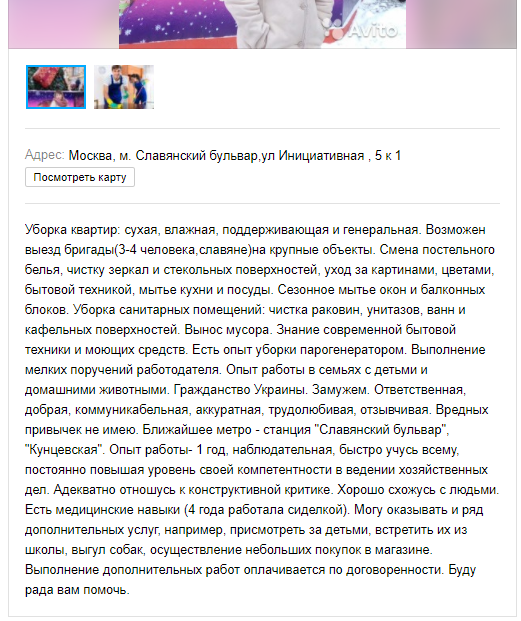 Avito
Адрес: Москва, м. Славянский бульвар,ул Инициативная , 5 к 1
Посмотреть карту
Уборка квартир: сухая, влажная, поддерживающая и генеральная. Возможен
выезд бригады(3-4 человека,славяне)на крупные объекты. Смена постельного
белья, чистку зеркал и стекольных поверхностей, уход за картинами, цветами,
бытовой техникой, мытье кухни и посуды. Сезонное мытье окон и балконных
блоков. Уборка санитарных помещений: чистка раковин, унитазов, ванн и
кафельных поверхностей. Вынос мусора. Знание современной бытовой
техники и моющих средств. Есть опыт уборки парогенератором. Выполнение
мелких поручений работодателя. Опыт работы в семьях с детьми и
домашними животными. Гражданство Украины. Замужем. Ответственная,
добрая, коммуникабельная, аккуратная, трудолюбивая, отзывчивая. Вредных
привычек не имею. Ближайшее метро - станция "Славянский бульвар",
"Кунцевская". Опыт работы- 1 год, наблюдательная, быстро учусь всему,
постоянно повышая уровень своей компетентности в ведении хозяйственных
дел. Адекватно отношусь к конструктивной критике. Хорошо схожусь с людьми.
Есть медицинские навыки (4 года работала сиделкой). Могу оказывать и ряд
дополнительных услуг, например, присмотреть за детьми, встретить их из
школы, выгул собак, осуществление небольших покупок в магазине.
Выполнение дополнительных работ оплачивается по договоренности. Буду
рада вам помочь.